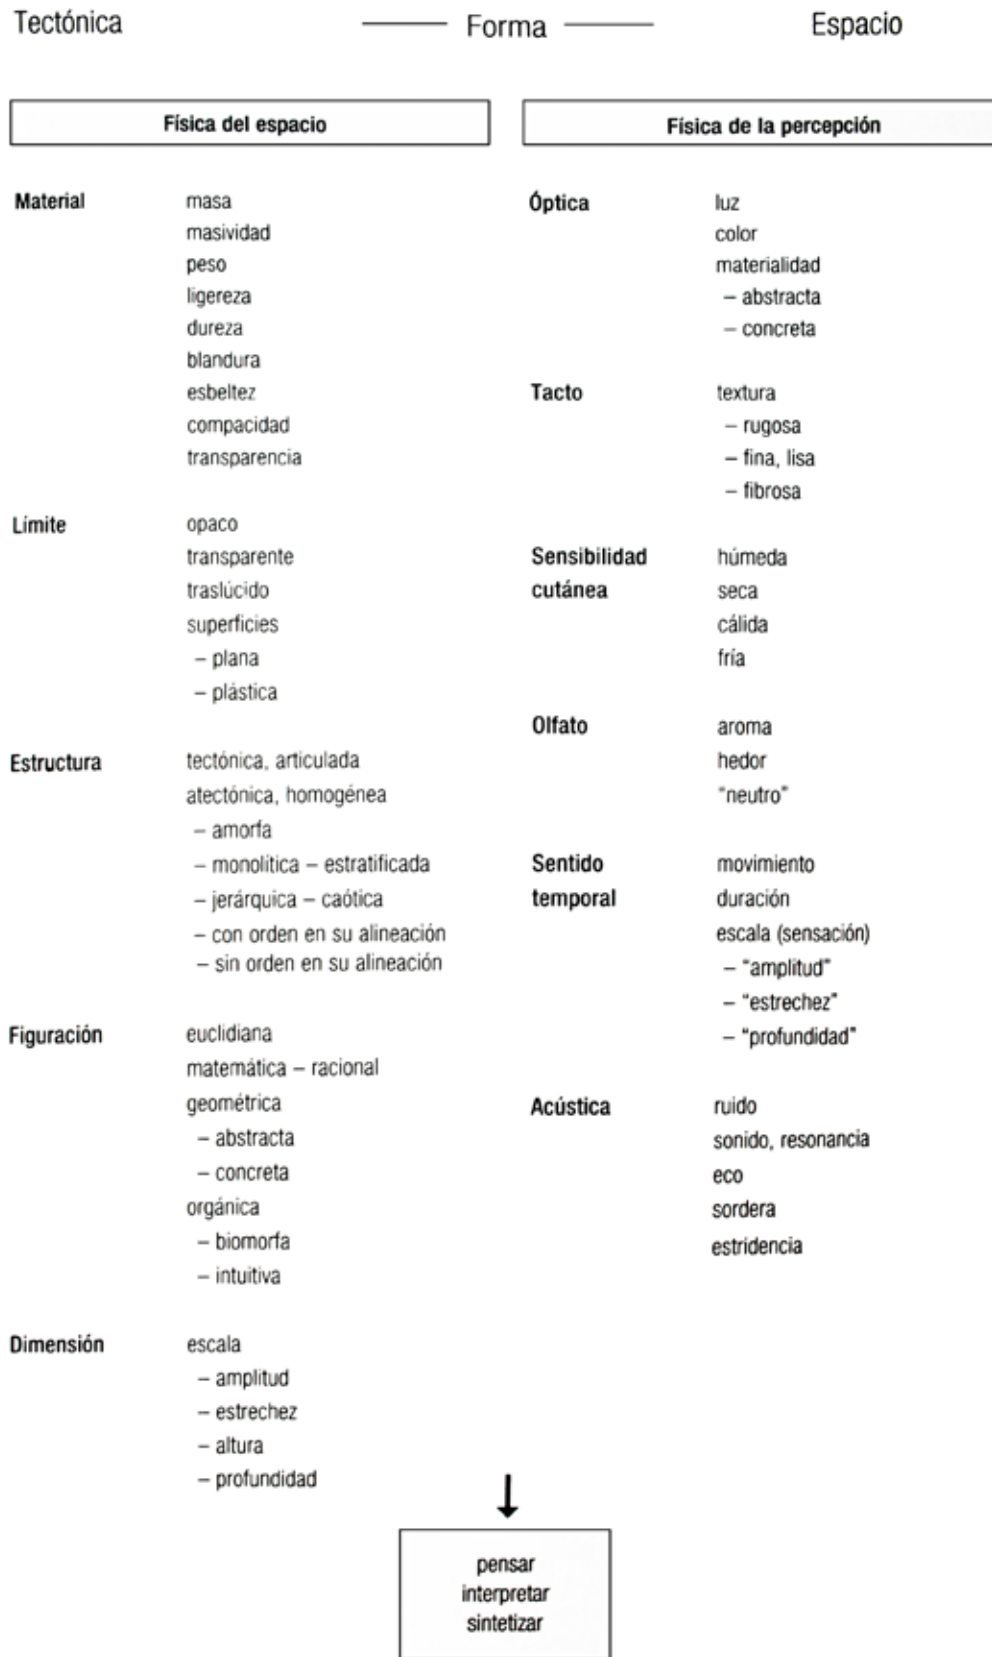 Tectónica
Forma
Espacio
Física del espacio
Material
masa
masividad
peso
ligereza
dureza
blandura
esbeltez
compacidad
transparencia
Límite
opaco
transparente
traslúcido
superficies
– plana
– plástica
Estructura
tectónica, articulada
atectónica, homogénea
– amorfa
– monolítica – estratificada
– jerárquica – caótica
– con orden en su alineación
– sin orden en su alineación
Figuración
euclidiana
matemática – racional
geométrica
– abstracta
– concreta
orgánica
– biomorfa
– intuitiva
Dimensión
escala
– amplitud
– estrechez
– altura
– profundidad
Física de la percepción
Óptica
luz
color
materialidad
– abstracta
– concreta
Tacto
textura
– rugosa
– fina, lisa
– fibrosa
Sensibilidad
cutánea
húmeda
seca
cálida
fría
Olfato
aroma
hedor
"neutro"
Sentido
temporal
movimiento
duración
escala (sensación)
– "amplitud"
– "estrechez"
– "profundidad"
Acústica
ruido
sonido, resonancia
eco
sordera
estridencia
pensar
interpretar
sintetizar